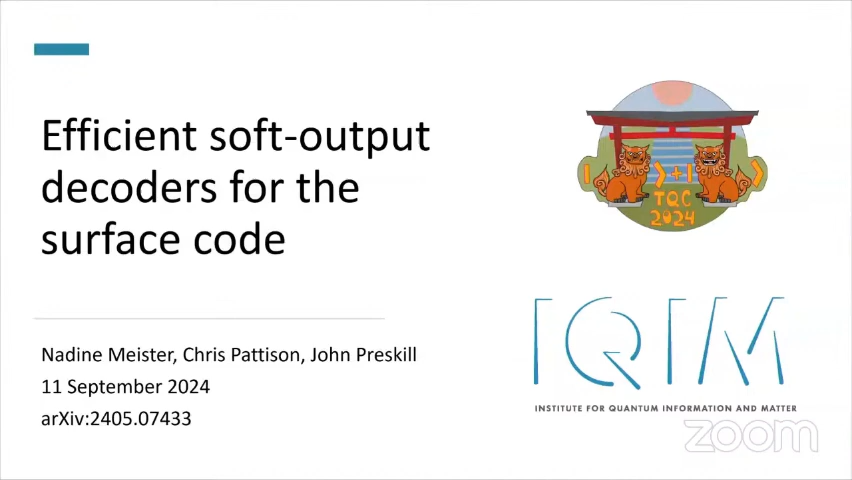 Efficient soft-output
decoders for the
surface code
Nadine Meister, Chris Pattison, John Preskill
11 September 2024
arXiv:2405.07433
| >+| >
TQC
2024
IQIM
INSTITUTE FOR QUANTUM INFORMATION AND MATTER
zoom